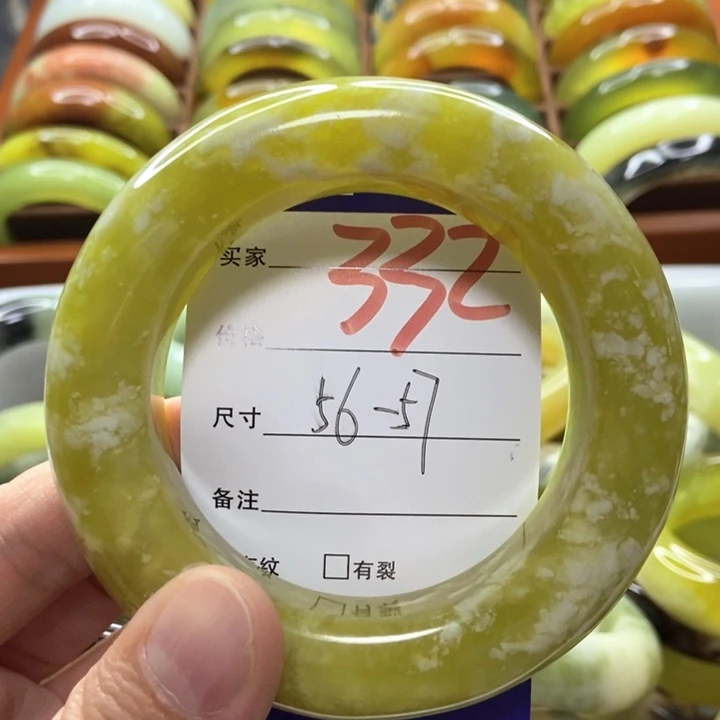 买家 332
价格
尺寸 56-57
备注
纹 □有裂